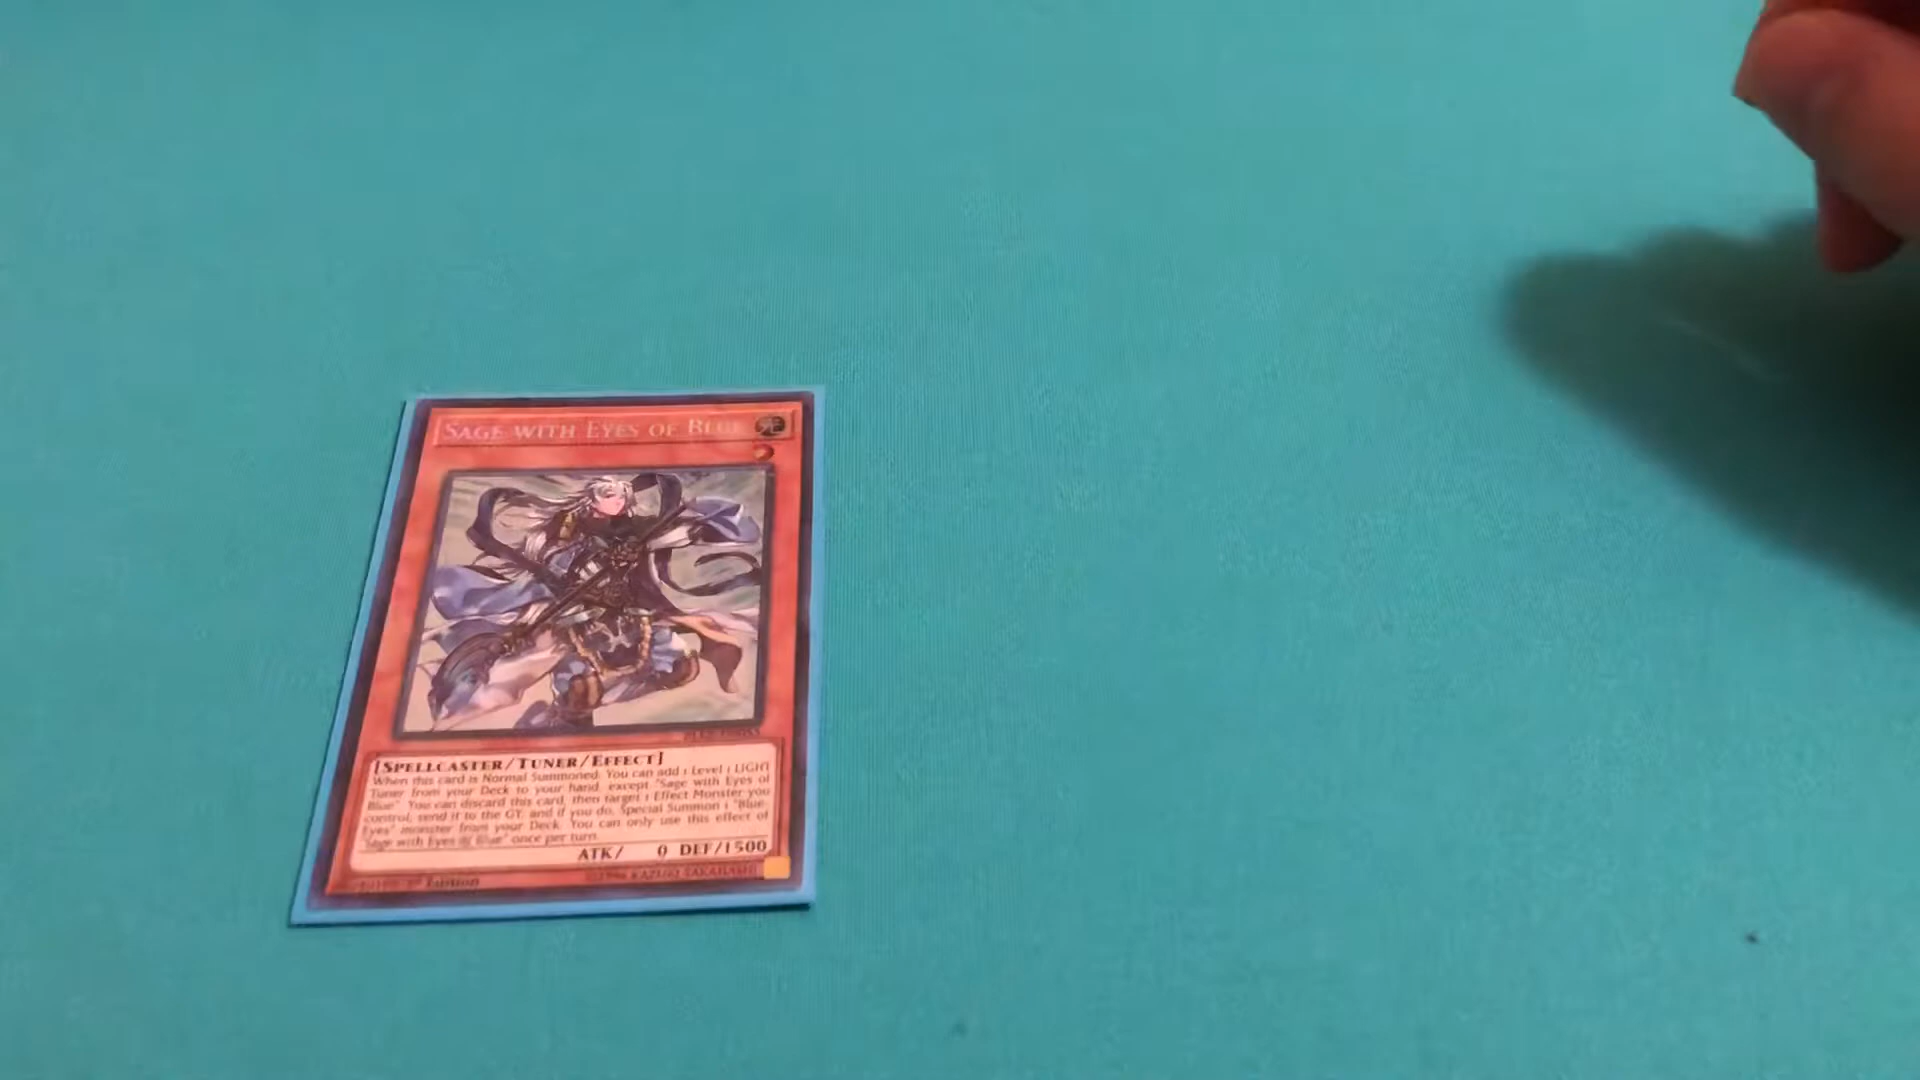 SAGE WITH EYES OF BLUE
[SPELLCASTER/TUNER/EFFECT]
When this card is Normal Summoned: You can add 1 Level 1 LIGHT
Tuner from your Deck to your hand, except "Sage with Eyes of
Blue". You can discard this card, then target 1 Effect Monster you
control; send it to the GY, and if you do, Special Summon 1 "Blue-
Eyes" monster from your Deck. You can only use this effect of
"Sage with Eyes of Blue" once per turn.
ATK/ 0 DEF/1500
Edition KAZUKI TAKAHASHI